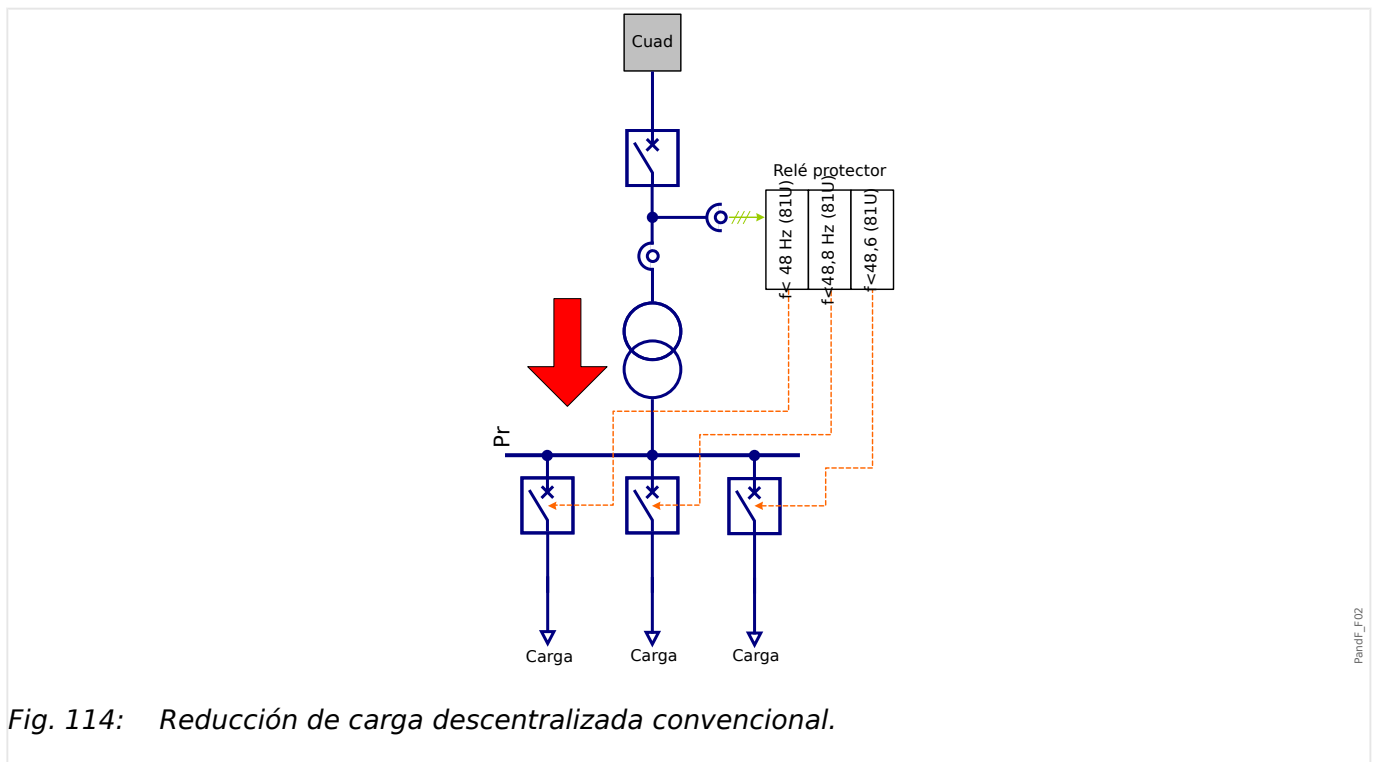 Cuad
Relé protector
f< 48 Hz (81U)
f<48,8 Hz (81U)
f<48,6 (81U)
Pr
Carga
Carga
Carga
PandF_F02
Fig. 114: Reducción de carga descentralizada convencional.